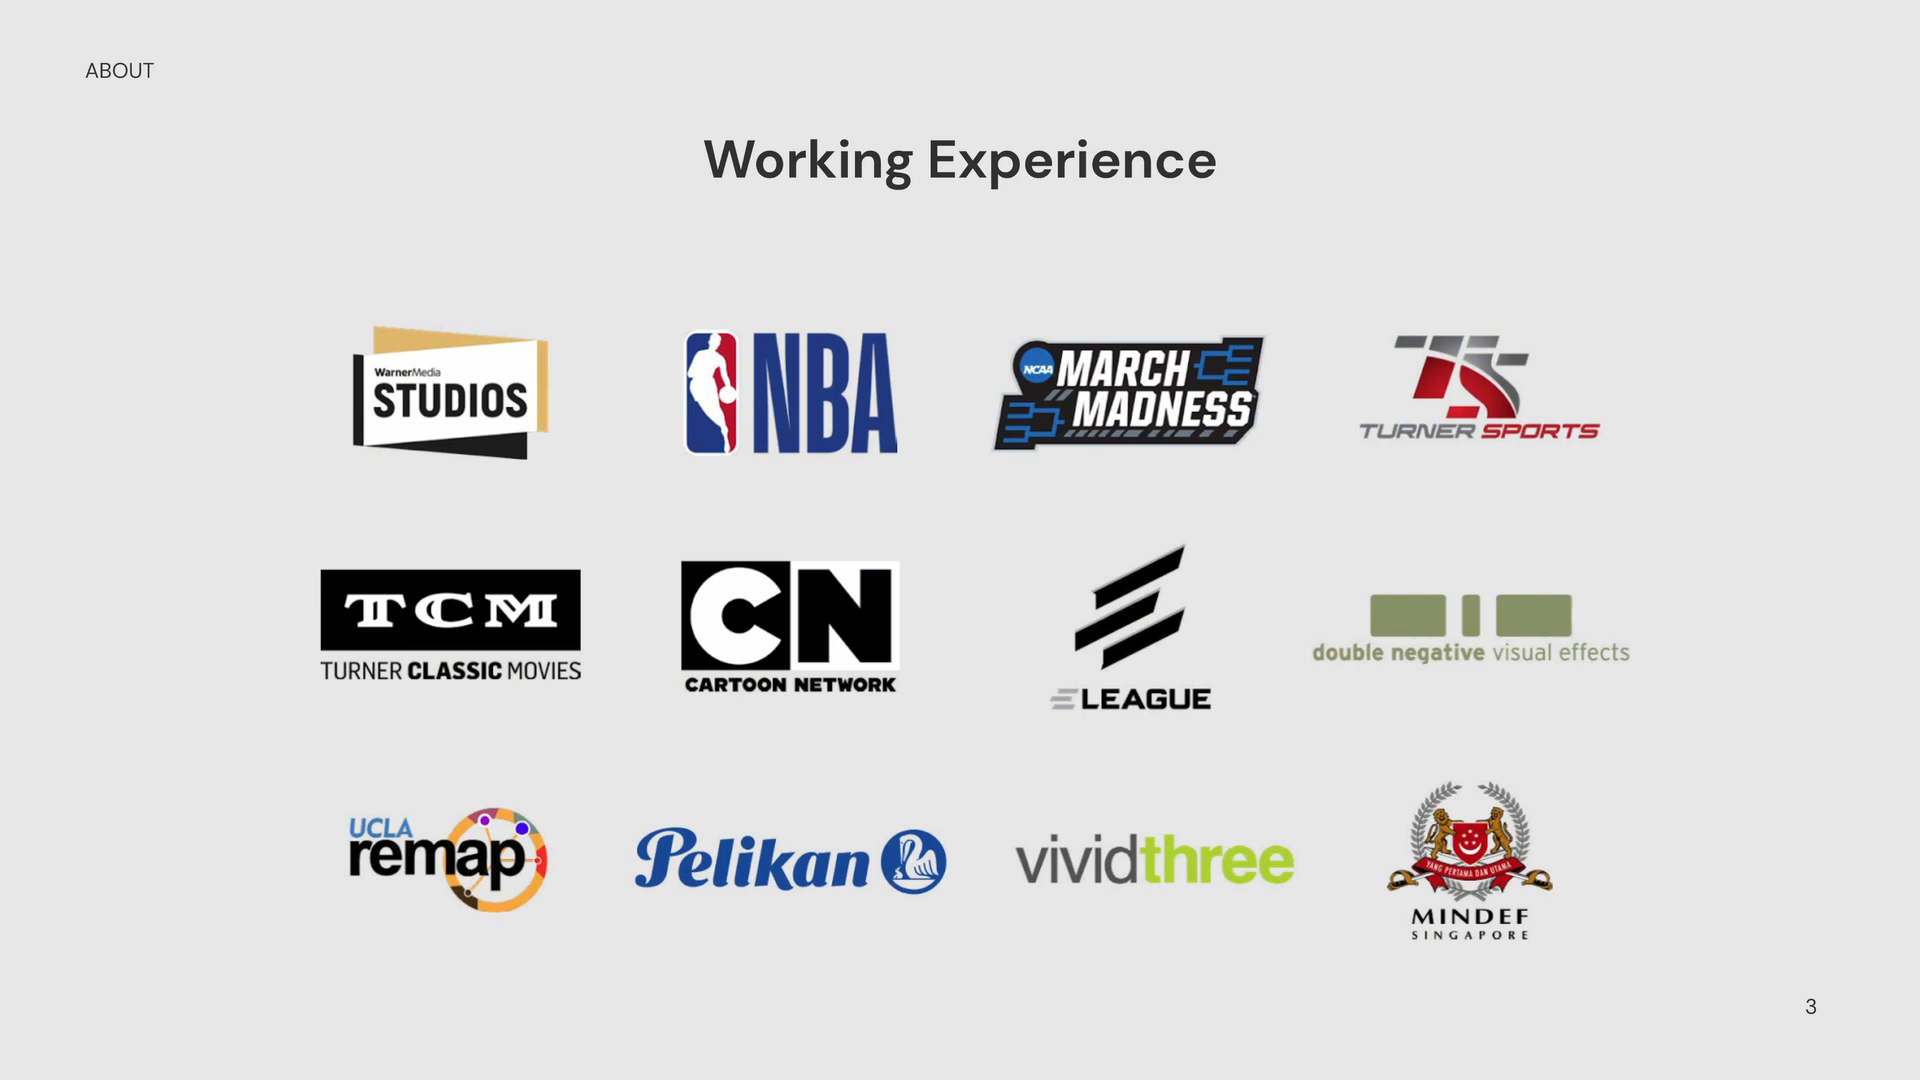 ABOUT
Working Experience
WarnerMedia
STUDIOS
NBA
NCAA
MARCH
MADNESS
TURNER SPORTS
TCM
TURNER CLASSIC MOVIES
CN
CARTOON NETWORK
ELEAGUE
double negative visual effects
UCLA
remap
Pelikan
vividthree
YANG PERTAMA DAN UTAMA
MINDEF
SINGAPORE
3